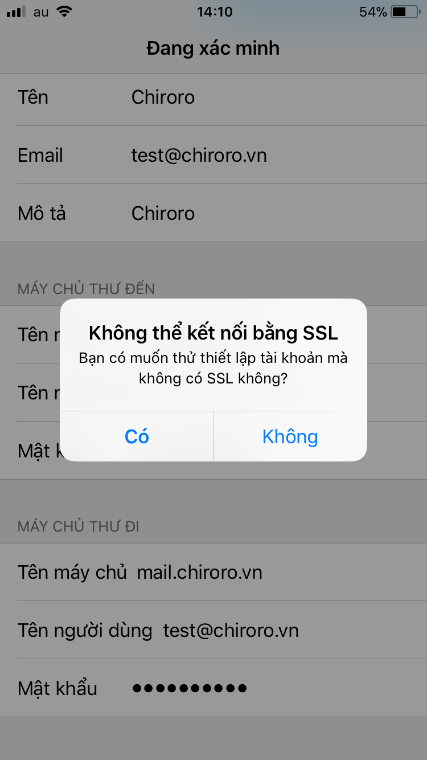 au 14:10 54%
Đang xác minh
Tên Chiroro
Email test@chiroro.vn
Mô tả Chiroro
MÁY CHỦ THƯ ĐẾN
Tên
Không thể kết nối bằng SSL
Bạn có muốn thử thiết lập tài khoản mà
không có SSL không?
Tên
Có Không
Mật
MÁY CHỦ THƯ ĐI
Tên máy chủ mail.chiroro.vn
Tên người dùng test@chiroro.vn
Mật khẩu ●●●●●●●●●●